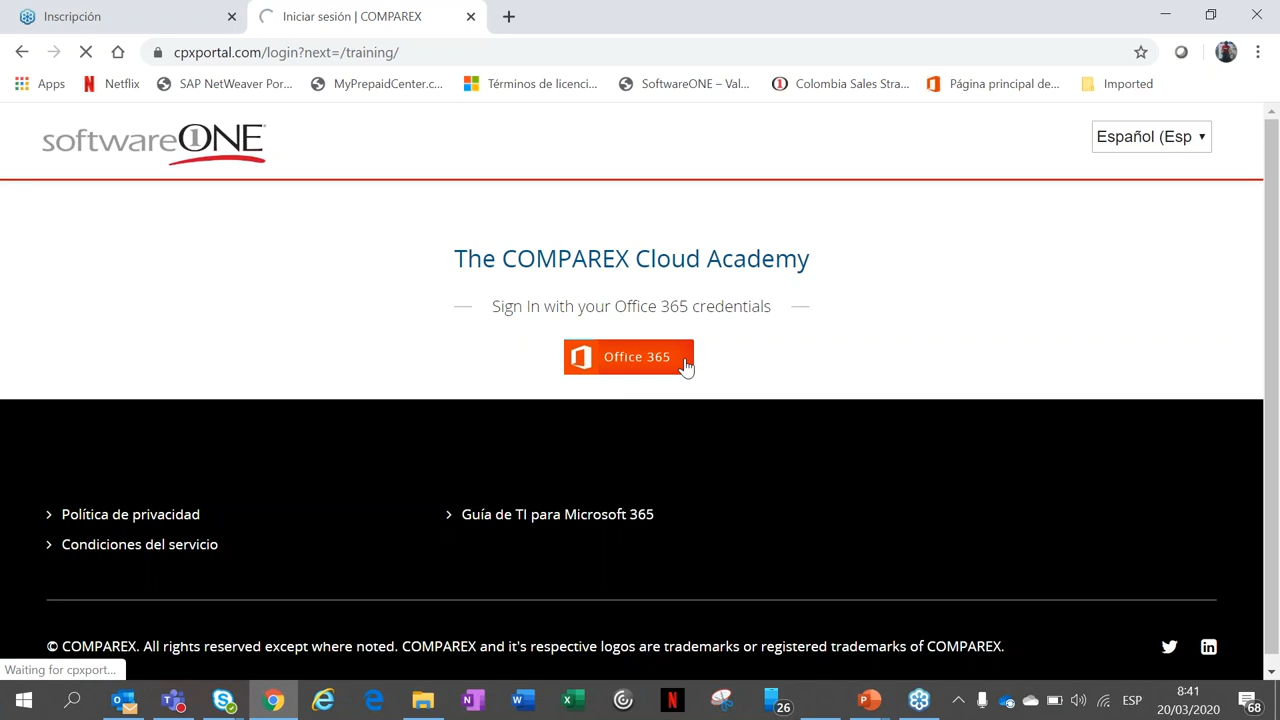 Inscripción
Iniciar sesión | COMPAREX
cpxportal.com/login?next=/training/
Apps
Netflix
SAP NetWeaver Por...
MyPrepaidCenter.c...
Términos de licenci...
SoftwareONE – Val...
Colombia Sales Stra...
Página principal de...
Imported
softwareONE
Español (Esp
The COMPAREX Cloud Academy
Sign In with your Office 365 credentials
Office 365
Política de privacidad
Guía de TI para Microsoft 365
Condiciones del servicio
© COMPAREX. All rights reserved except where noted. COMPAREX and it's respective logos are trademarks or registered trademarks of COMPAREX.
Waiting for cpxport...
26
ESP
8:41
20/03/2020
68